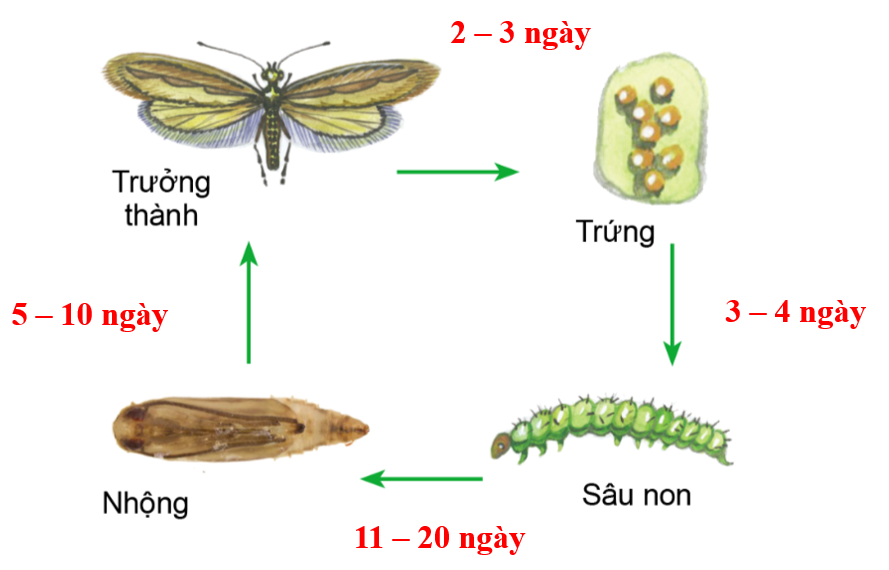 2 – 3 ngày
Trưởng
thành
Trứng
5 – 10 ngày
3 – 4 ngày
Nhộng
Sâu non
11 – 20 ngày